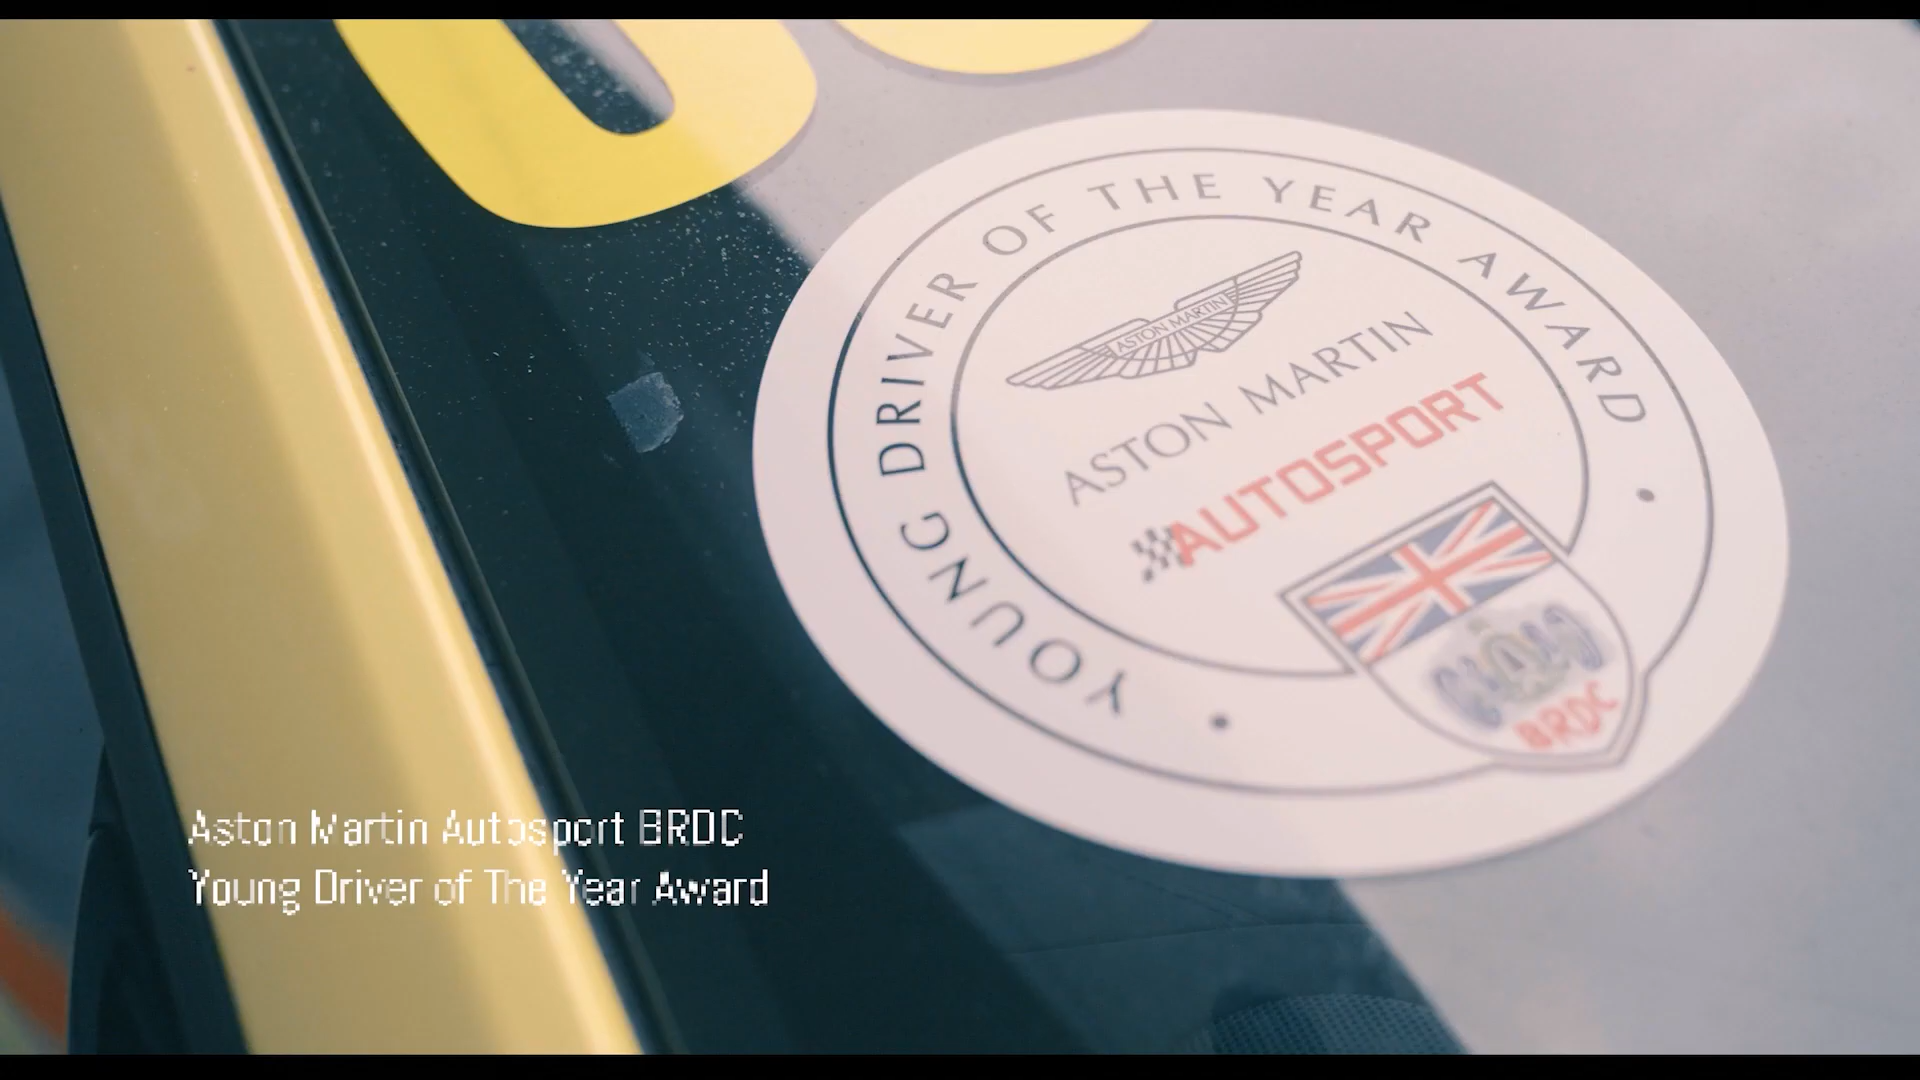 YOUNG DRIVER OF THE YEAR AWARD
ASTON MARTIN
ASTON MARTIN
AUTOSPORT
BRDC
Aston Martin Autosport BRDC
Young Driver of The Year Award